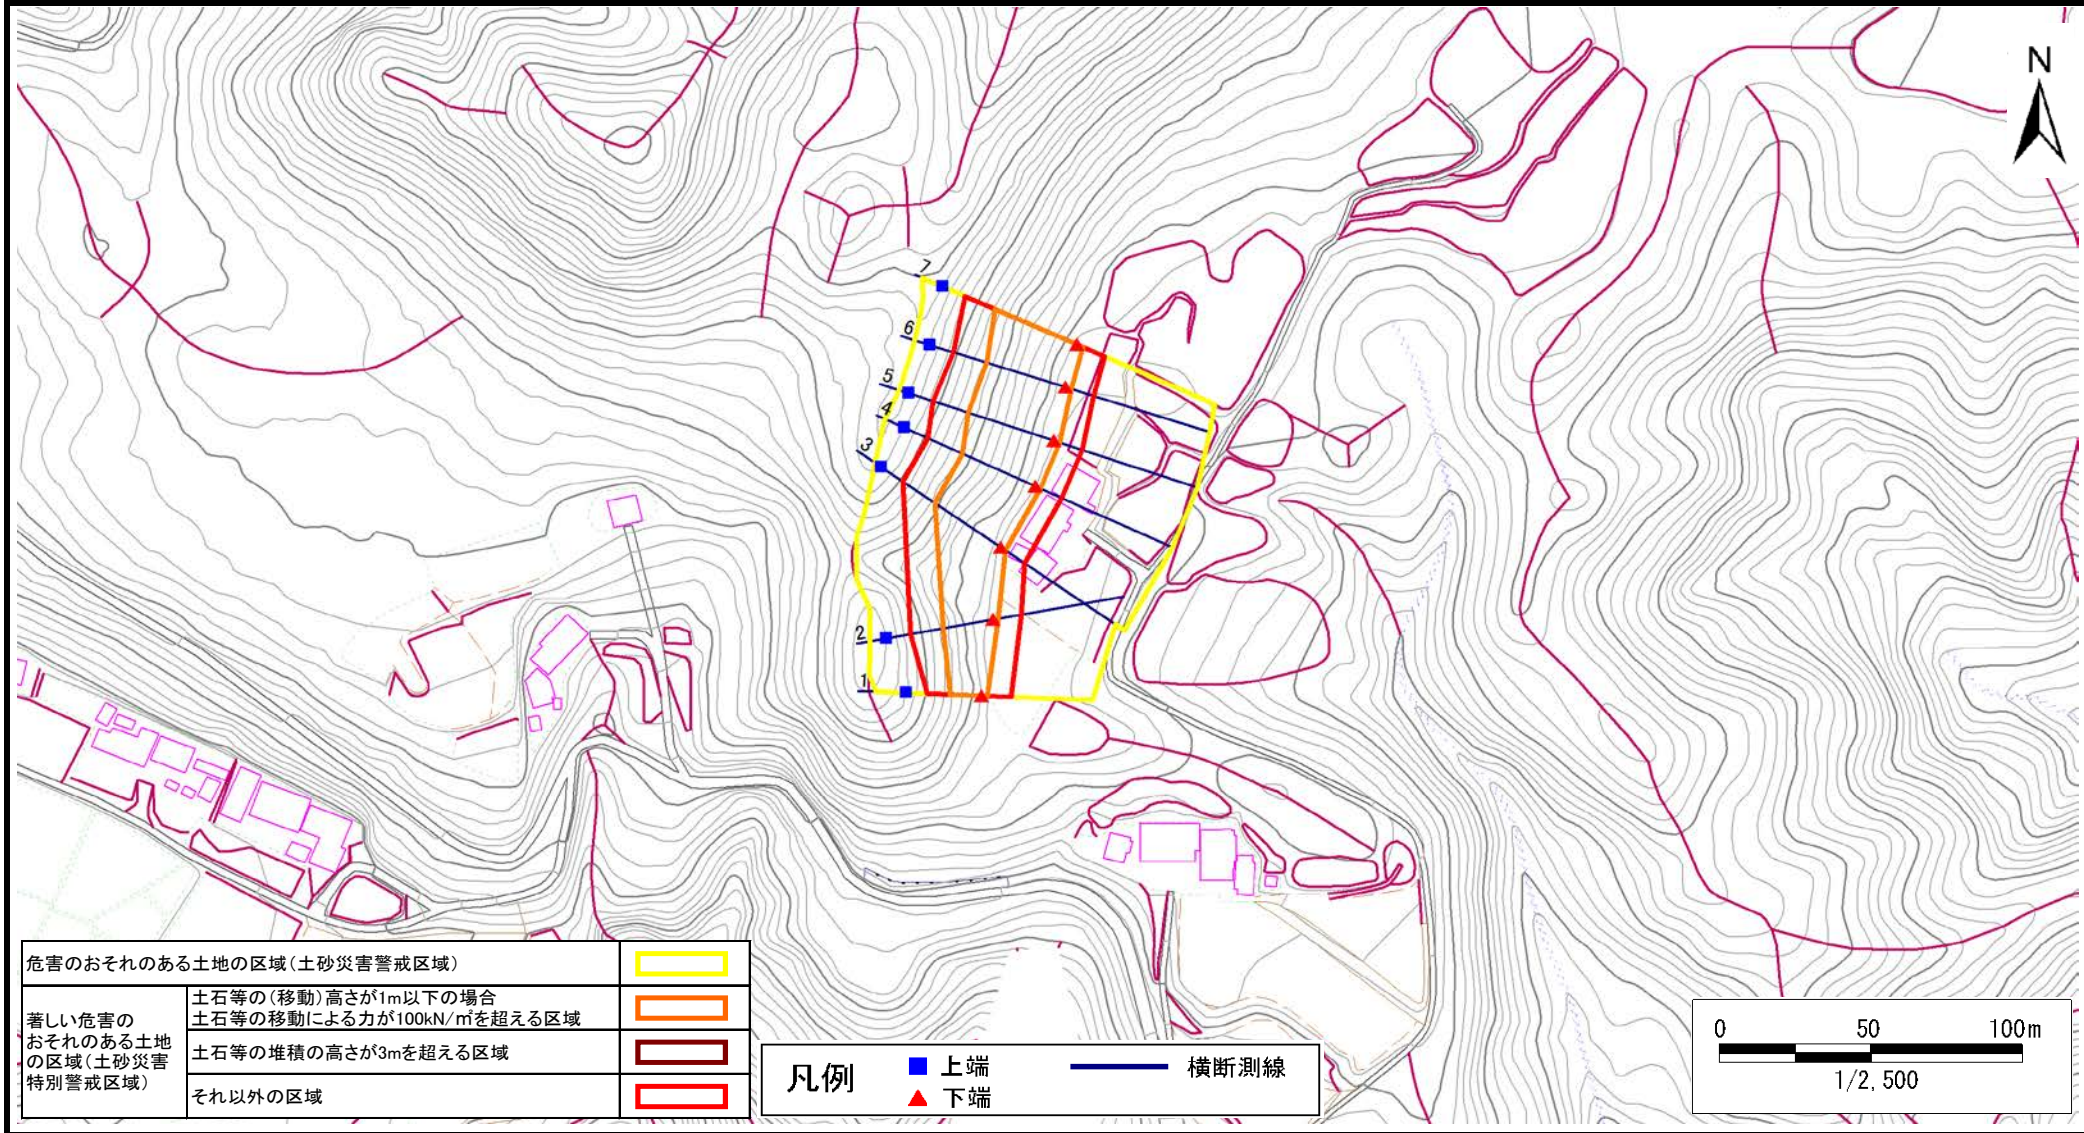 N
7
6
5
4
3
2
1
危害のおそれのある土地の区域(土砂災害警戒区域)
著しい危害の
おそれのある土地
の区域(土砂災害
特別警戒区域)
土石等の(移動)高さが1m以下の場合
土石等の移動による力が100kN/㎡を超える区域
土石等の堆積の高さが3mを超える区域
それ以外の区域
凡例
上端
下端
横断測線
0 50 100m
1/2,500